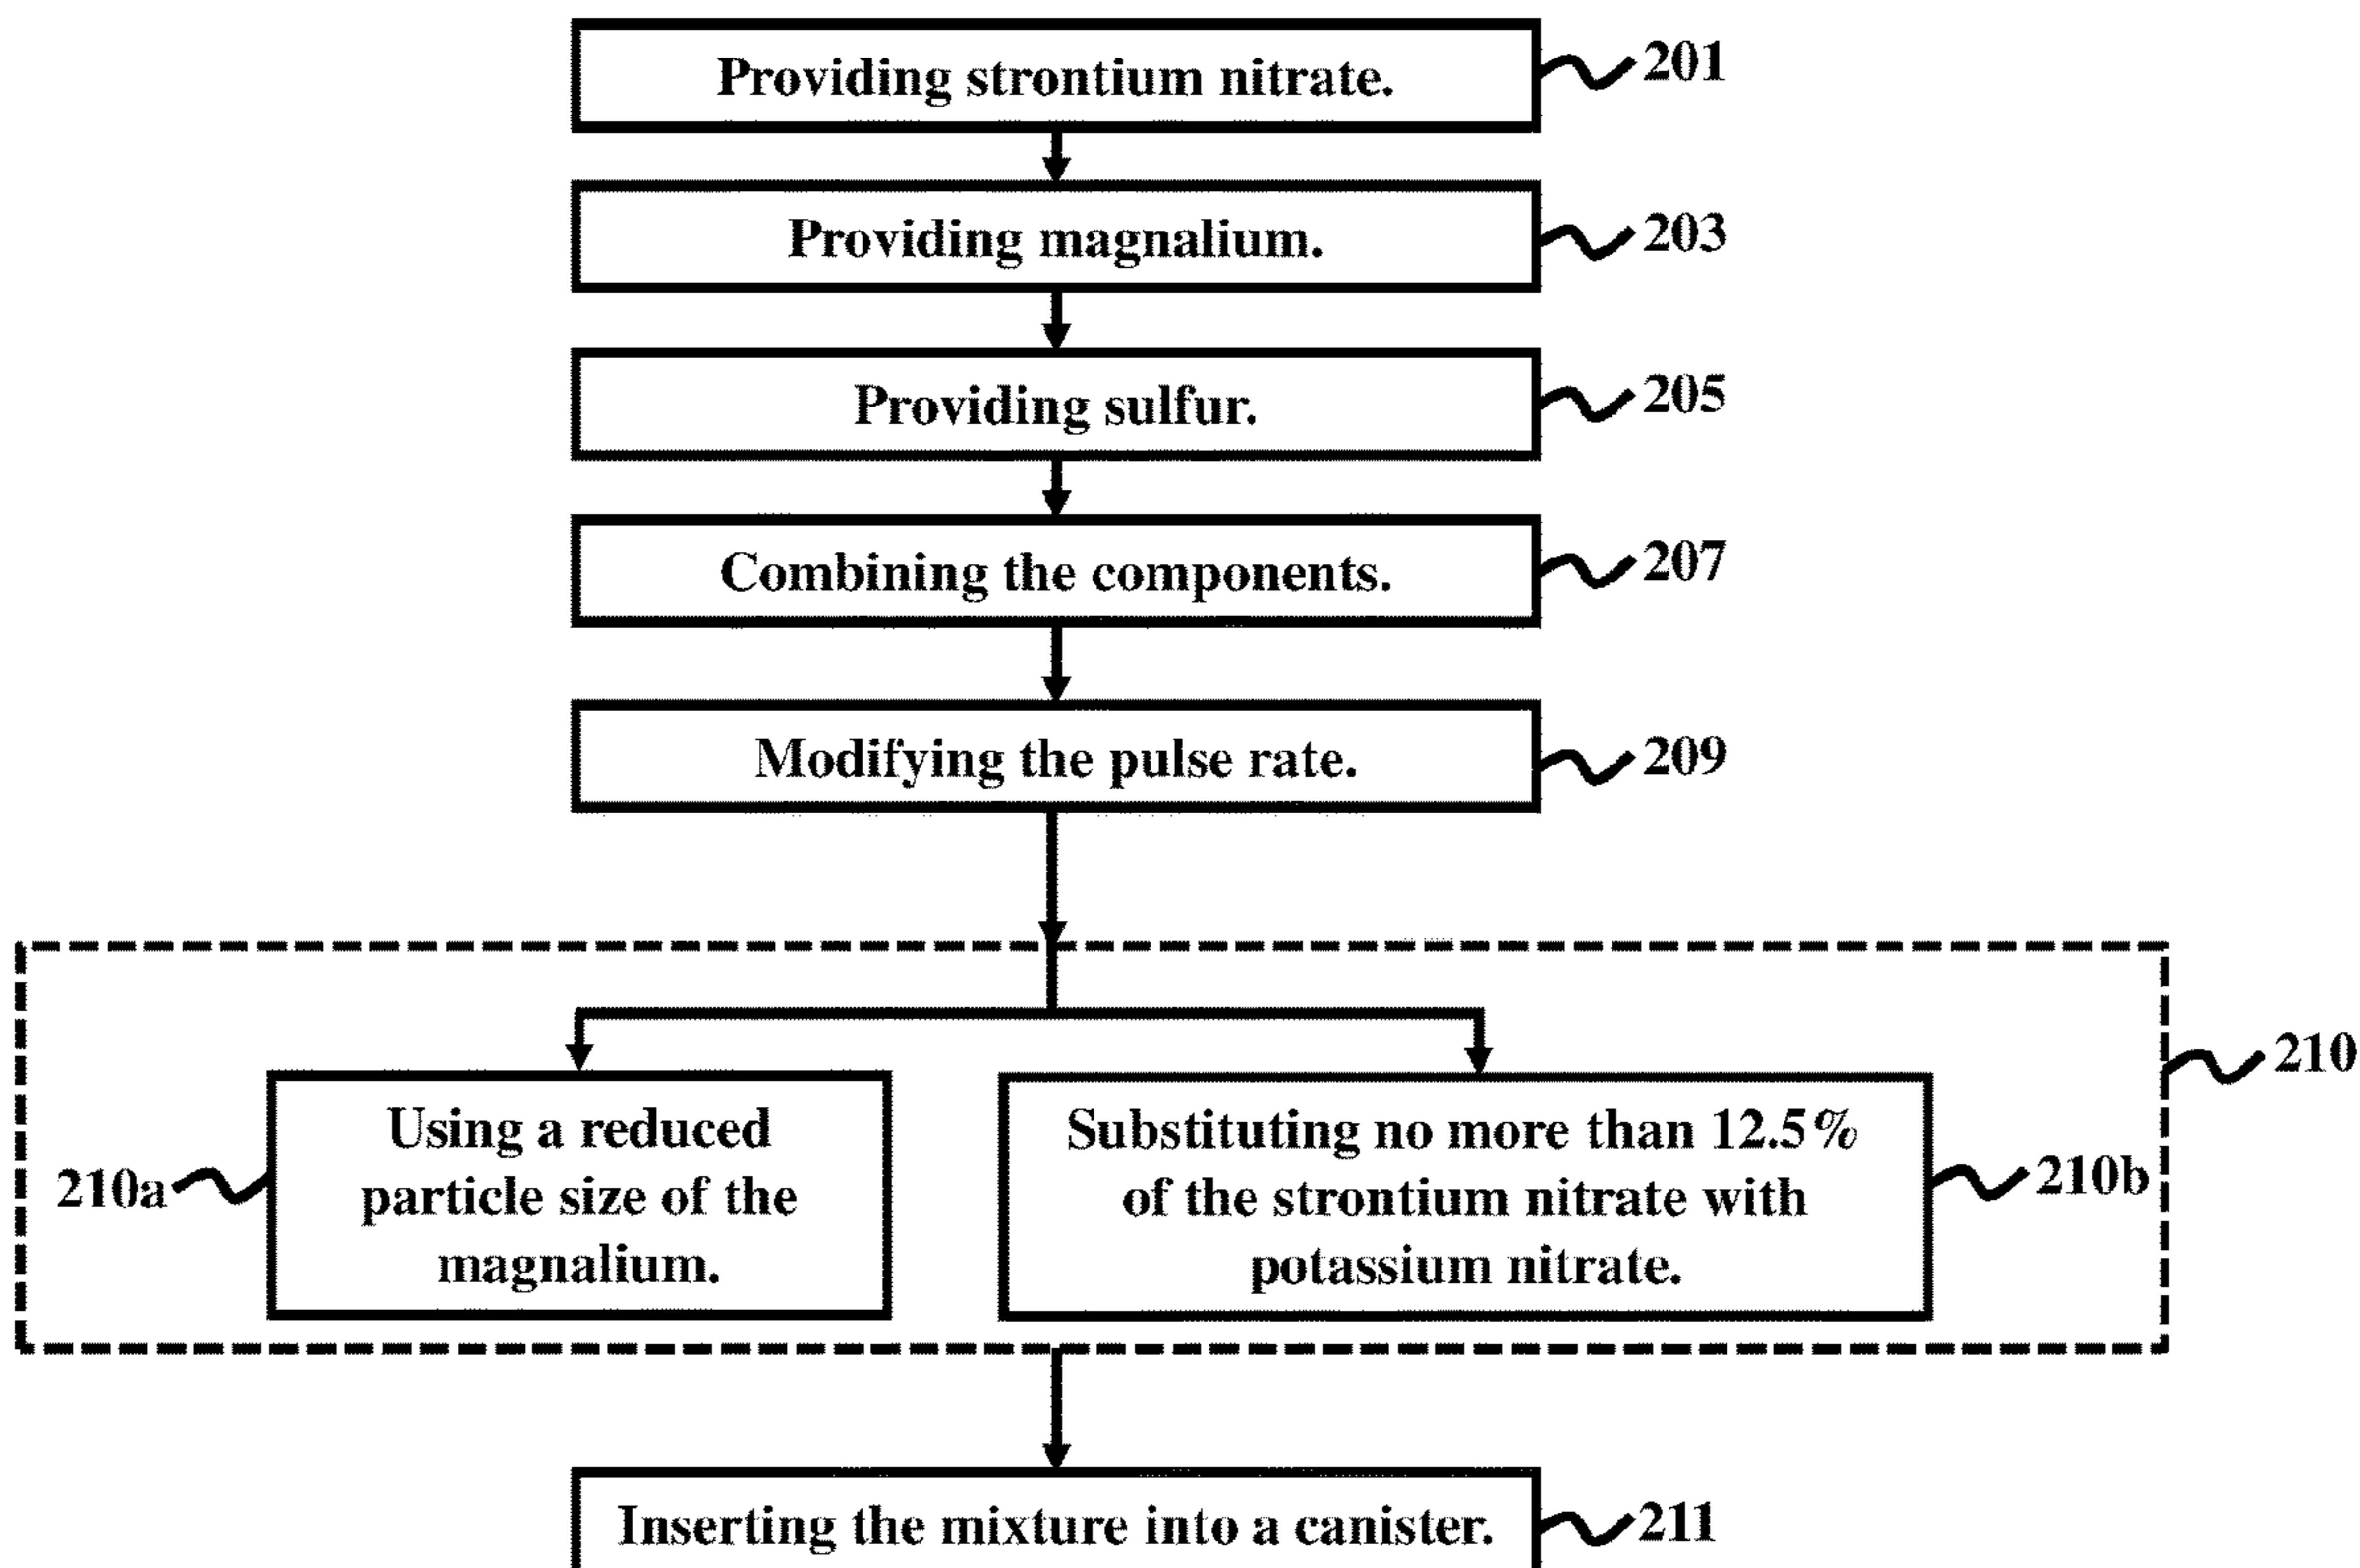 Providing strontium nitrate.
201
Providing magnalium.
203
Providing sulfur.
205
Combining the components.
207
Modifying the pulse rate.
209
210
Using a reduced
particle size of the
magnalium.
210a
Substituting no more than 12.5%
of the strontium nitrate with
potassium nitrate.
210b
Inserting the mixture into a canister.
211